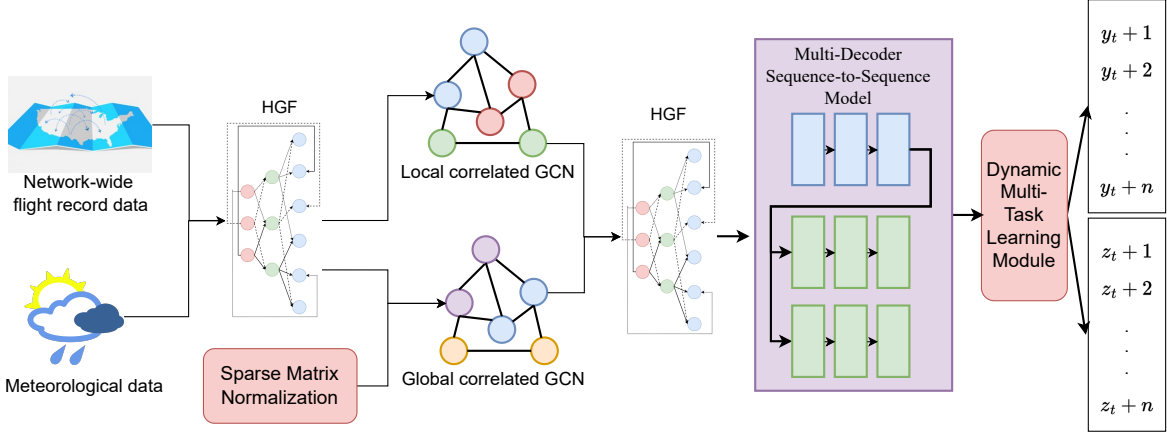 Network-wide
flight record data
Meteorological data
HGF
Sparse Matrix
Normalization
Local correlated GCN
Global correlated GCN
HGF
Multi-Decoder
Sequence-to-Sequence
Model
Dynamic
Multi-
Task
Learning
Module
y_t + 1
y_t + 2
.
.
.
y_t + n
z_t + 1
z_t + 2
.
.
.
z_t + n